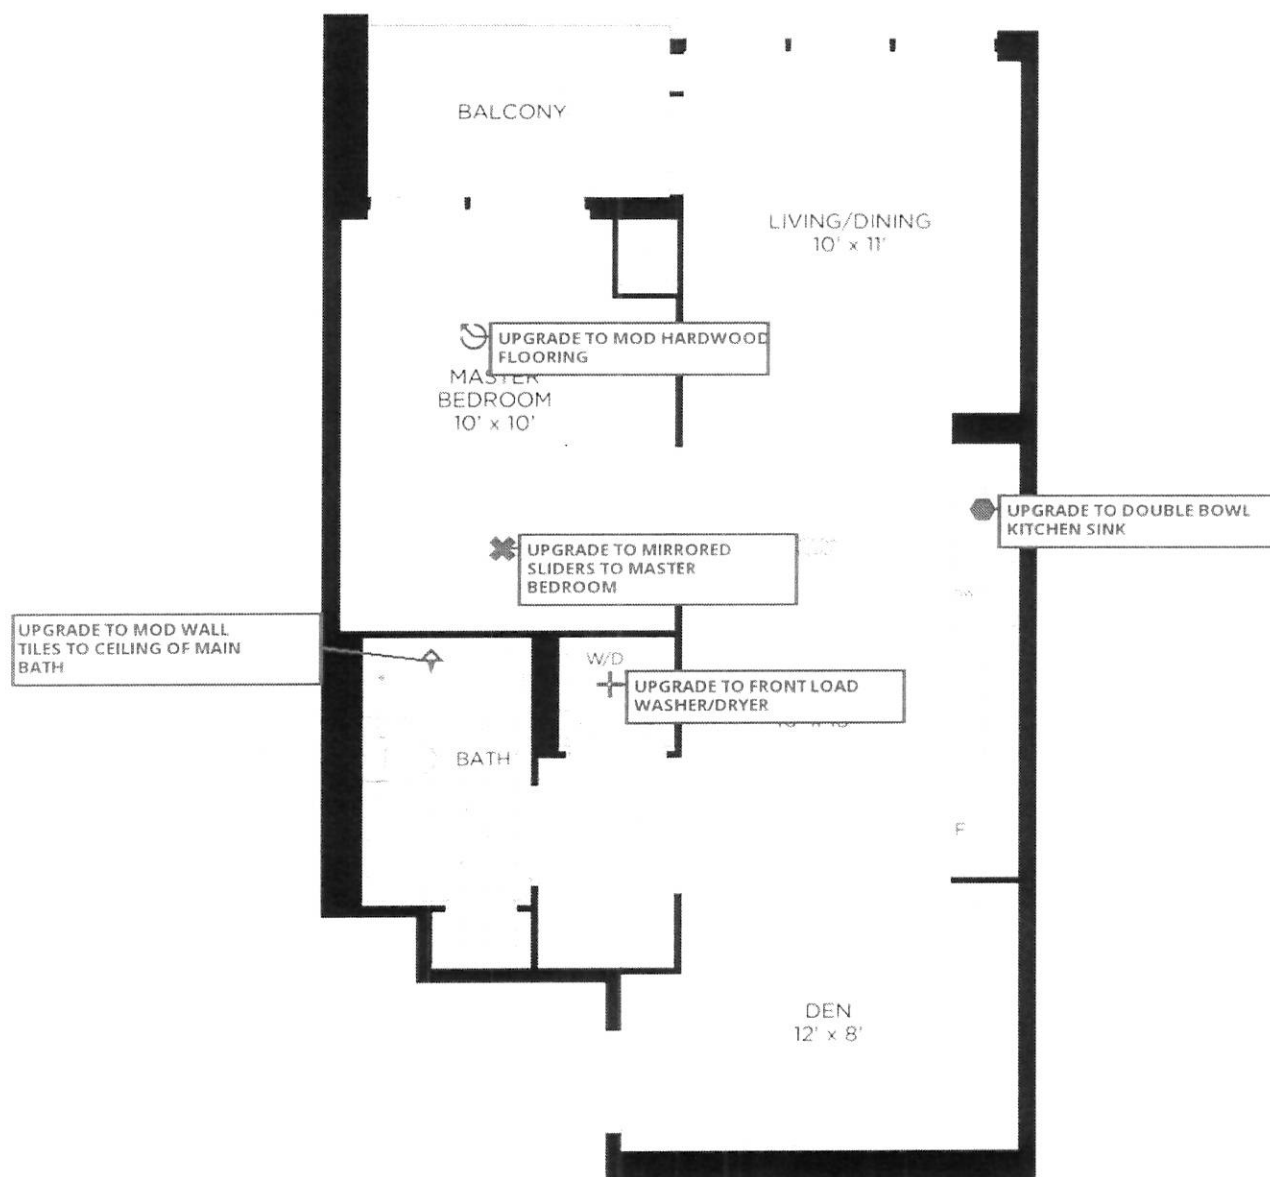 BALCONY
LIVING/DINING
10' x 11'
UPGRADE TO MOD HARDWOOD
FLOORING
MASTER
BEDROOM
10' x 10'
UPGRADE TO DOUBLE BOWL
KITCHEN SINK
UPGRADE TO MIRRORED
SLIDERS TO MASTER
BEDROOM
UPGRADE TO MOD WALL
TILES TO CEILING OF MAIN
BATH
W/D
UPGRADE TO FRONT LOAD
WASHER/DRYER
BATH
F
DEN
12' x 8'